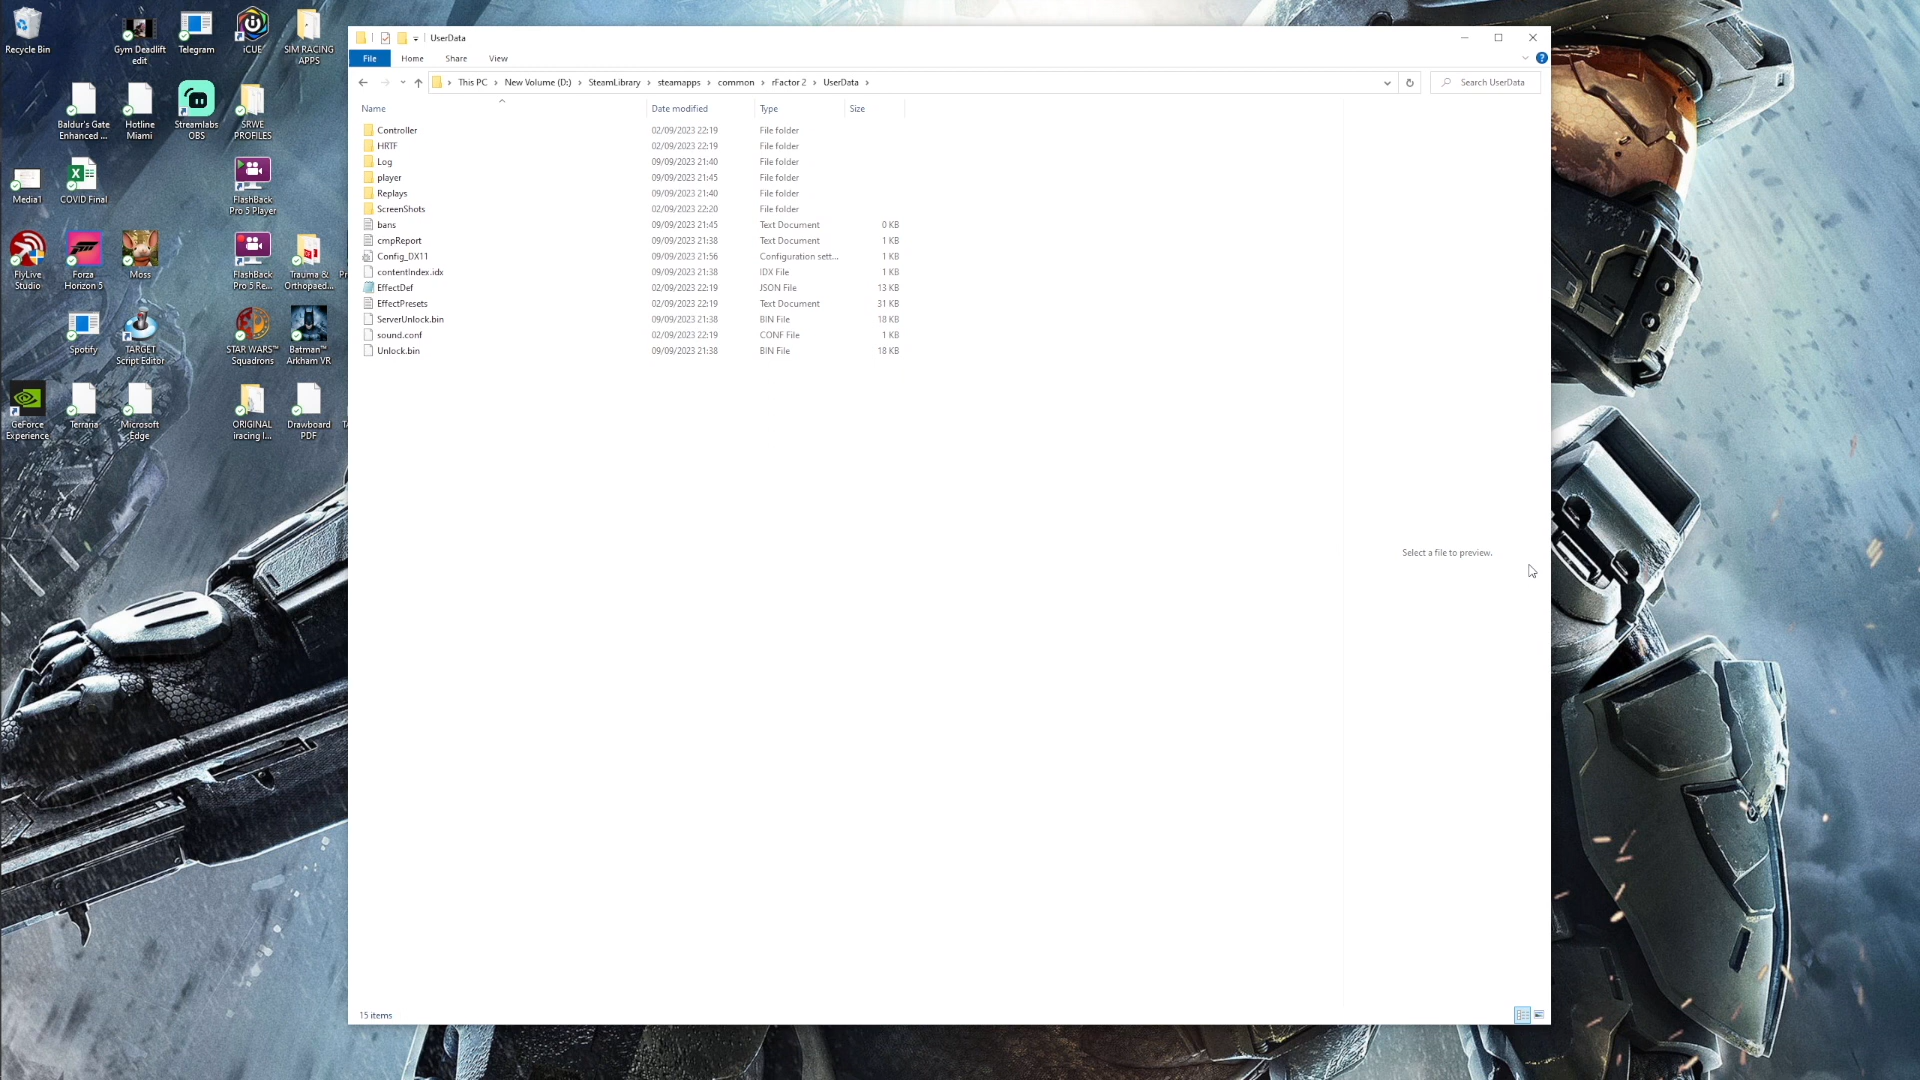 UserData
File Home Share View
This PC New Volume (D:) SteamLibrary steamapps common rFactor 2 UserData
Search UserData
Name Date modified Type Size
Controller 02/09/2023 22:19 File folder
HRTF 02/09/2023 22:19 File folder
Log 09/09/2023 21:40 File folder
player 09/09/2023 21:45 File folder
Replays 09/09/2023 21:40 File folder
ScreenShots 02/09/2023 22:20 File folder
bans 09/09/2023 21:45 Text Document 0 KB
cmpReport 09/09/2023 21:38 Text Document 1 KB
Config_DX11 09/09/2023 21:56 Configuration sett... 1 KB
contentIndex.idx 09/09/2023 21:38 IDX File 1 KB
EffectDef 02/09/2023 22:19 JSON File 13 KB
EffectPresets 02/09/2023 22:19 Text Document 31 KB
ServerUnlock.bin 09/09/2023 21:38 BIN File 18 KB
sound.conf 02/09/2023 22:19 CONF File 1 KB
Unlock.bin 09/09/2023 21:38 BIN File 18 KB
Select a file to preview.
15 items
Recycle Bin
Gym Deadlift
edit
Telegram
iCUE
SIM RACING
APPS
Baldur's Gate
Enhanced ...
Hotline
Miami
Streamlabs
OBS
SRWE
PROFILES
Media1
COVID Final
FlashBack
Pro 5 Player
FlyLive
Studio
Forza
Horizon 5
Moss
FlashBack
Pro 5 Re...
Trauma &
Orthopaed...
Spotify
TARGET
Script Editor
STAR WARS™
Squadrons
Batman™
Arkham VR
GeForce
Experience
Terraria
Microsoft
Edge
ORIGINAL
iracing l...
Drawboard
PDF